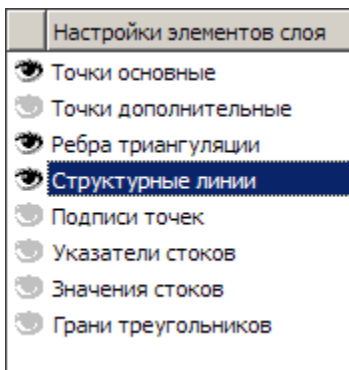 Настройки элементов слоя
Точки основные
Точки дополнительные
Ребра триангуляции
Структурные линии
Подписи точек
Указатели стоков
Значения стоков
Грани треугольников